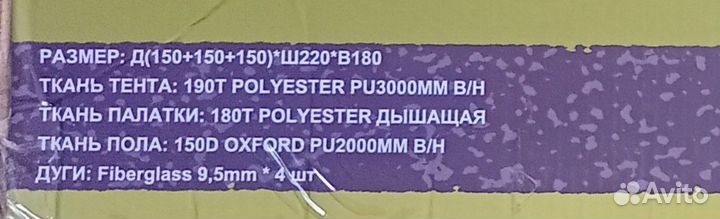 РАЗМЕР: Д(150+150+150)*Ш220*В180
ТКАНЬ ТЕНТА: 190T POLYESTER PU3000MM В/Н
ТКАНЬ ПАЛАТКИ: 180T POLYESTER ДЫШАЩАЯ
ТКАНЬ ПОЛА: 150D OXFORD PU2000MM В/Н
ДУГИ: Fiberglass 9,5mm * 4 шт
Avito